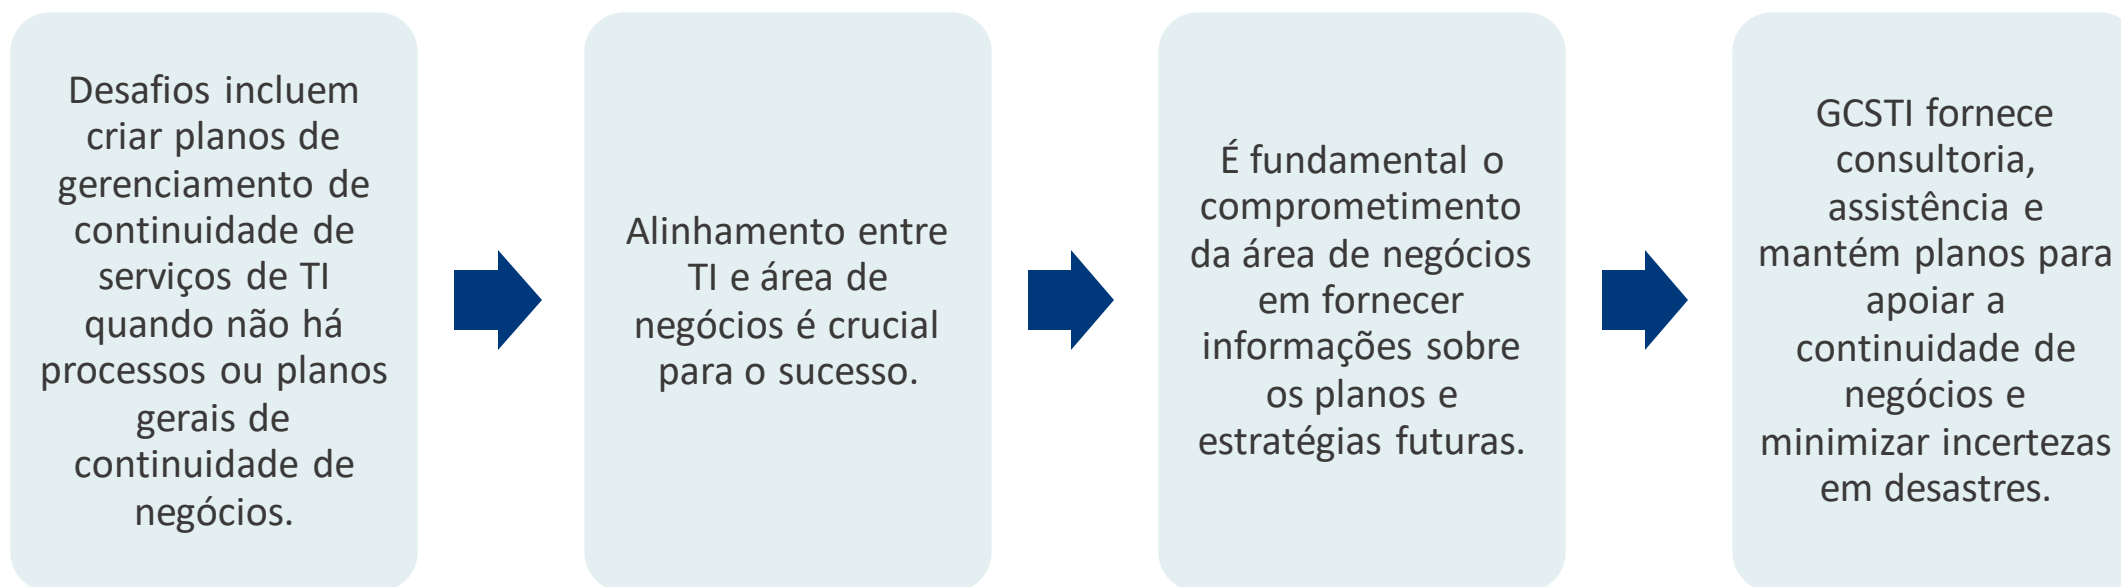 Desafios incluem
criar planos de
gerenciamento de
continuidade de
serviços de TI
quando não há
processos ou planos
gerais de
continuidade de
negócios.
Alinhamento entre
TI e área de
negócios é crucial
para o sucesso.
É fundamental o
comprometimento
da área de negócios
em fornecer
informações sobre
os planos e
estratégias futuras.
GCSTI fornece
consultoria,
assistência e
mantém planos para
apoiar a
continuidade de
negócios e
minimizar incertezas
em desastres.